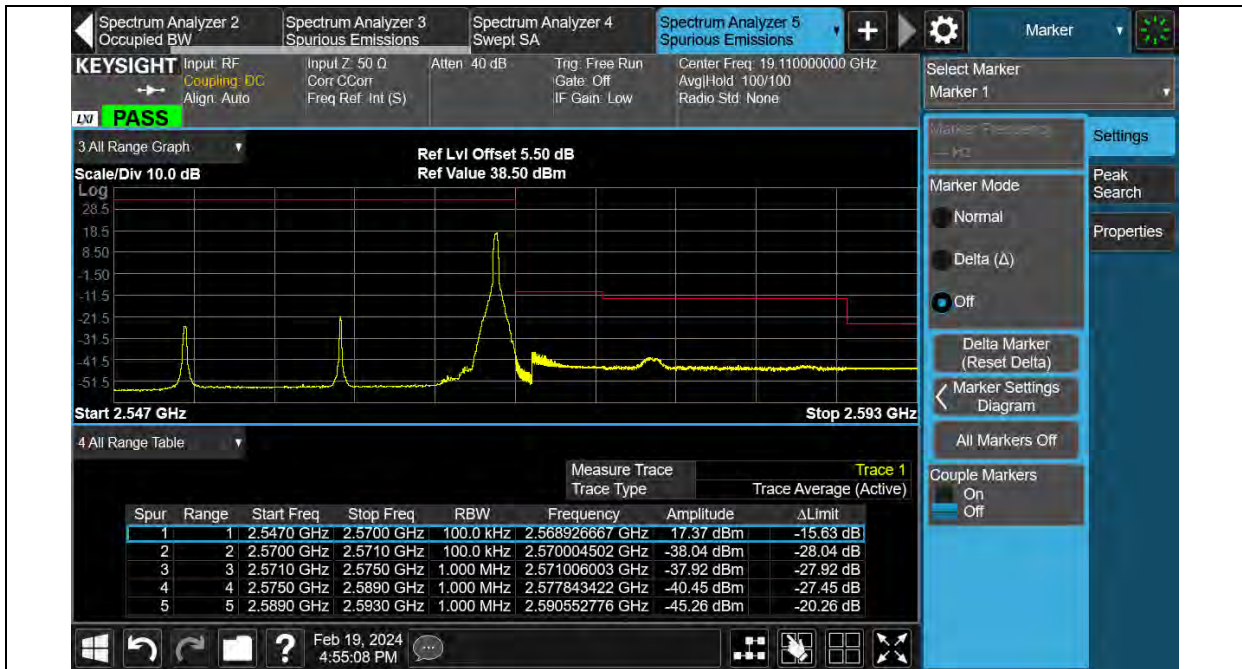 Spectrum Analyzer 2
Occupied BW
Spectrum Analyzer 3
Spurious Emissions
Spectrum Analyzer 4
Swept SA
Spectrum Analyzer 5
Spurious Emissions
+
Marker
KEYSIGHT
Input: RF
Coupling: DC
Align: Auto
Input Z: 50 Ω
Corr CCorr
Freq Ref: Int (S)
Atten: 40 dB
Trig: Free Run
Gate: Off
IF Gain: Low
Center Freq: 19.110000000 GHz
Avg|Hold: 100/100
Radio Std: None
LXI PASS
Select Marker
Marker 1
Marker Frequency
--- Hz
Settings
Peak
Search
Properties
Marker Mode
Normal
Delta (Δ)
Off
Delta Marker
(Reset Delta)
Marker Settings
Diagram
All Markers Off
Couple Markers
On
Off
3 All Range Graph
Ref Lvl Offset 5.50 dB
Scale/Div 10.0 dB
Ref Value 38.50 dBm
Log
28.5
18.5
8.50
-1.50
-11.5
-21.5
-31.5
-41.5
-51.5
Start 2.547 GHz
Stop 2.593 GHz
4 All Range Table
Measure Trace Trace 1
Trace Type Trace Average (Active)
Spur Range Start Freq Stop Freq RBW Frequency Amplitude ΔLimit
1 1 2.5470 GHz 2.5700 GHz 100.0 kHz 2.568926667 GHz 17.37 dBm -15.63 dB
2 2 2.5700 GHz 2.5710 GHz 100.0 kHz 2.570004502 GHz -38.04 dBm -28.04 dB
3 3 2.5710 GHz 2.5750 GHz 1.000 MHz 2.571006003 GHz -37.92 dBm -27.92 dB
4 4 2.5750 GHz 2.5890 GHz 1.000 MHz 2.577843422 GHz -40.45 dBm -27.45 dB
5 5 2.5890 GHz 2.5930 GHz 1.000 MHz 2.590552776 GHz -45.26 dBm -20.26 dB
?
Feb 19, 2024
4:55:08 PM